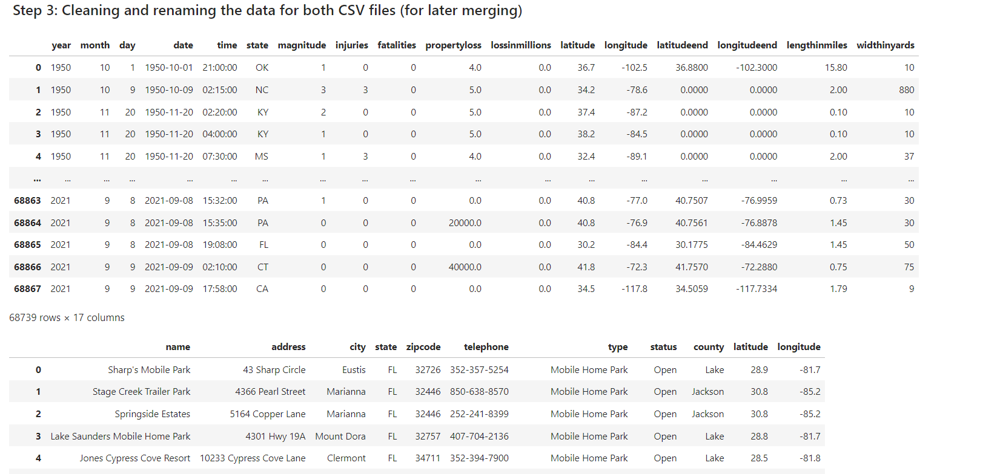 Step 3: Cleaning and renaming the data for both CSV files (for later merging)
year month day date time state magnitude injuries fatalities propertyloss lossinmillions latitude longitude latitudeend longitudeend lengthinmiles widthinyards
0 1950 10 1 1950-10-01 21:00:00 OK 1 0 0 4.0 0.0 36.7 -102.5 36.8800 -102.3000 15.80 10
1 1950 10 9 1950-10-09 02:15:00 NC 3 3 0 5.0 0.0 34.2 -78.6 0.0000 0.0000 2.00 880
2 1950 11 20 1950-11-20 02:20:00 KY 2 0 0 5.0 0.0 37.4 -87.2 0.0000 0.0000 0.10 10
3 1950 11 20 1950-11-20 04:00:00 KY 1 0 0 5.0 0.0 38.2 -84.5 0.0000 0.0000 0.10 10
4 1950 11 20 1950-11-20 07:30:00 MS 1 3 0 4.0 0.0 32.4 -89.1 0.0000 0.0000 2.00 37
... ... ... ... ... ... ... ... ... ... ... ... ... ... ... ... ... ...
68863 2021 9 8 2021-09-08 15:32:00 PA 1 0 0 0.0 0.0 40.8 -77.0 40.7507 -76.9959 0.73 30
68864 2021 9 8 2021-09-08 15:35:00 PA 0 0 0 20000.0 0.0 40.8 -76.9 40.7561 -76.8878 1.45 30
68865 2021 9 8 2021-09-08 19:08:00 FL 0 0 0 0.0 0.0 30.2 -84.4 30.1775 -84.4629 1.45 50
68866 2021 9 9 2021-09-09 02:10:00 CT 0 0 0 40000.0 0.0 41.8 -72.3 41.7570 -72.2880 0.75 75
68867 2021 9 9 2021-09-09 17:58:00 CA 0 0 0 0.0 0.0 34.5 -117.8 34.5059 -117.7334 1.79 9
68739 rows × 17 columns
name address city state zipcode telephone type status county latitude longitude
0 Sharp's Mobile Park 43 Sharp Circle Eustis FL 32726 352-357-5254 Mobile Home Park Open Lake 28.9 -81.7
1 Stage Creek Trailer Park 4366 Pearl Street Marianna FL 32446 850-638-8570 Mobile Home Park Open Jackson 30.8 -85.2
2 Springside Estates 5164 Copper Lane Marianna FL 32446 252-241-8399 Mobile Home Park Open Jackson 30.8 -85.2
3 Lake Saunders Mobile Home Park 4301 Hwy 19A Mount Dora FL 32757 407-704-2136 Mobile Home Park Open Lake 28.8 -81.7
4 Jones Cypress Cove Resort 10233 Cypress Cove Lane Clermont FL 34711 352-394-7900 Mobile Home Park Open Lake 28.5 -81.8